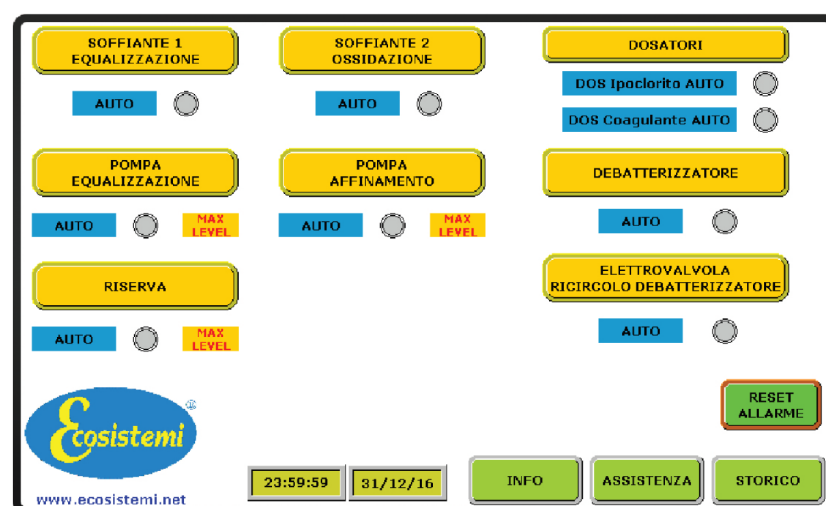 SOFFIANTE 1
EQUALIZZAZIONE
AUTO
SOFFIANTE 2
OSSIDAZIONE
AUTO
DOSATORI
DOS Ipoclorito AUTO
DOS Coagulante AUTO
POMPA
EQUALIZZAZIONE
AUTO
MAX
LEVEL
POMPA
AFFINAMENTO
AUTO
MAX
LEVEL
DEBATTERIZZATORE
AUTO
RISERVA
AUTO
MAX
LEVEL
ELETTROVALVOLA
RICIRCOLO DEBATTERIZZATORE
AUTO
RESET
ALLARME
Ecosistemi ®
www.ecosistemi.net
23:59:59
31/12/16
INFO
ASSISTENZA
STORICO